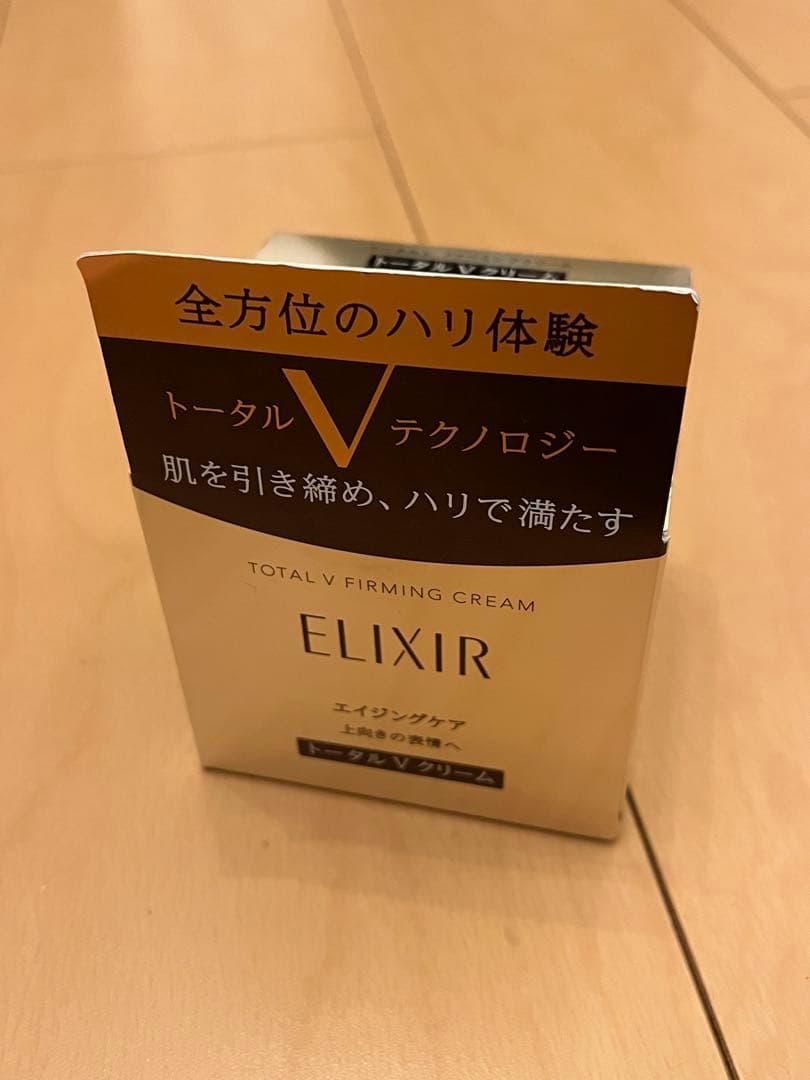 トータル V クリーム
全方位のハリ体験
トータル V テクノロジー
肌を引き締め、ハリで満たす
TOTAL V FIRMING CREAM
ELIXIR
エイジングケア
上向きの表情へ
トータル V クリーム